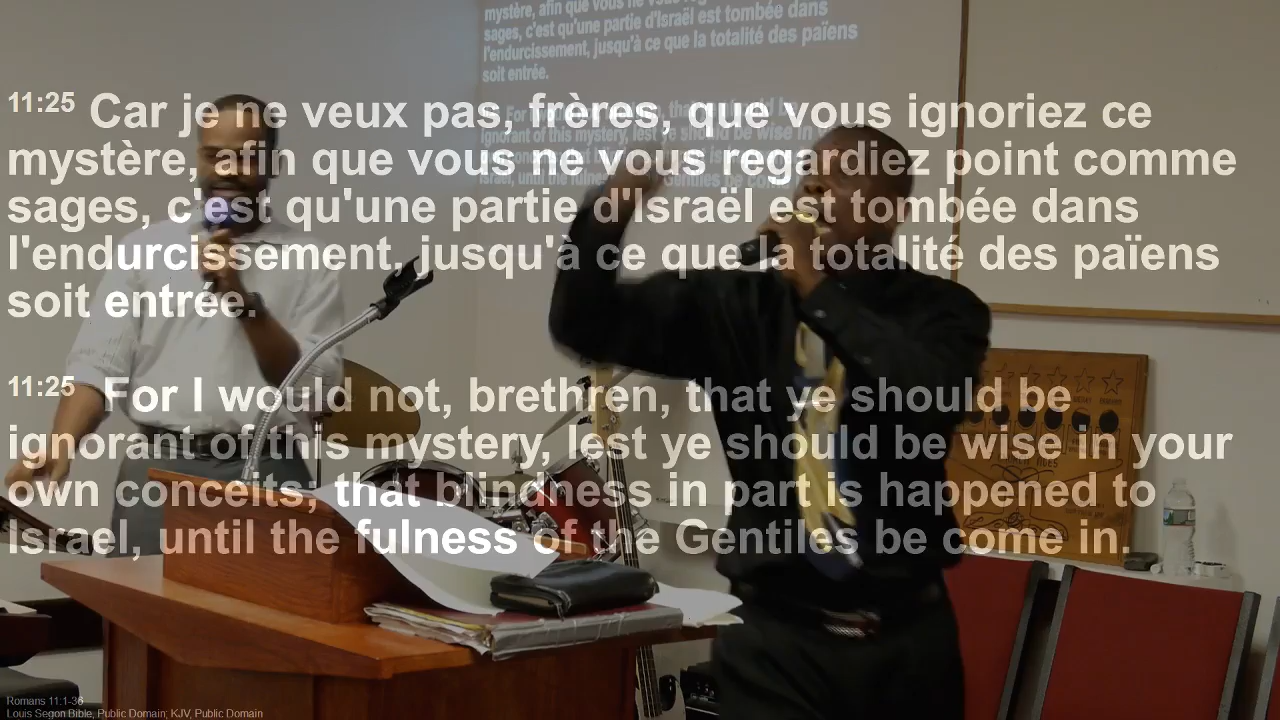 mystère, afin que vous ne vous
sages, c'est qu'une partie d'Israël est tombée dans
l'endurcissement, jusqu'à ce que la totalité des païens
soit entrée.
11:25 Car je ne veux pas, frères, que vous ignoriez ce
mystère, afin que vous ne vous regardiez point comme
sages, c'est qu'une partie d'Israël est tombée dans
l'endurcissement, jusqu'à ce que la totalité des païens
soit entrée.
11:25 For I would not, brethren, that ye should be
ignorant of this mystery, lest ye should be wise in your
own conceits, that blindness in part is happened to
Israel, until the fulness of the Gentiles be come in.
Romans 11:1-36
Louis Segon Bible, Public Domain; KJV, Public Domain